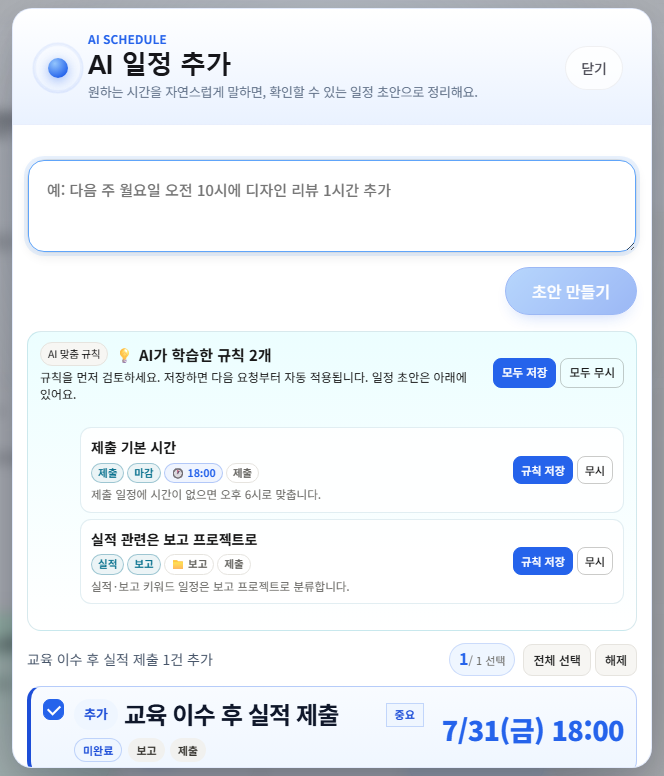 AI SCHEDULE
AI 일정 추가
원하는 시간을 자연스럽게 말하면, 확인할 수 있는 일정 초안으로 정리해요.
닫기
예: 다음 주 월요일 오전 10시에 디자인 리뷰 1시간 추가
초안 만들기
AI 맞춤 규칙 AI가 학습한 규칙 2개
규칙을 먼저 검토하세요. 저장하면 다음 요청부터 자동 적용됩니다. 일정 초안은 아래에
있어요.
모두 저장 모두 무시
제출 기본 시간
제출 마감 18:00 제출
제출 일정에 시간이 없으면 오후 6시로 맞춥니다.
규칙 저장 무시
실적 관련은 보고 프로젝트로
실적 보고 보고 제출
실적·보고 키워드 일정은 보고 프로젝트로 분류합니다.
규칙 저장 무시
교육 이수 후 실적 제출 1건 추가
1/ 1 선택 전체 선택 해제
추가 교육 이수 후 실적 제출 중요
7/31(금) 18:00
미완료 보고 제출